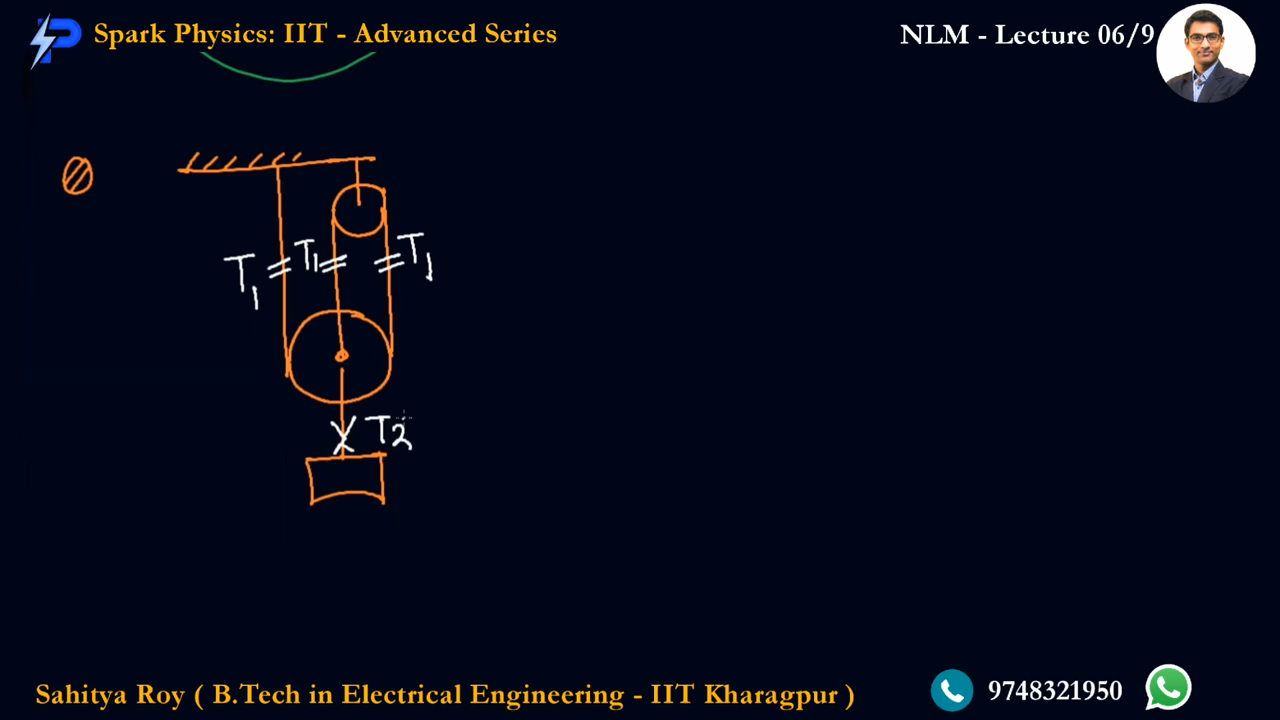 Spark Physics: IIT - Advanced Series
NLM - Lecture 06/9
T1 T1 T1
T2
Sahitya Roy ( B.Tech in Electrical Engineering - IIT Kharagpur )
9748321950